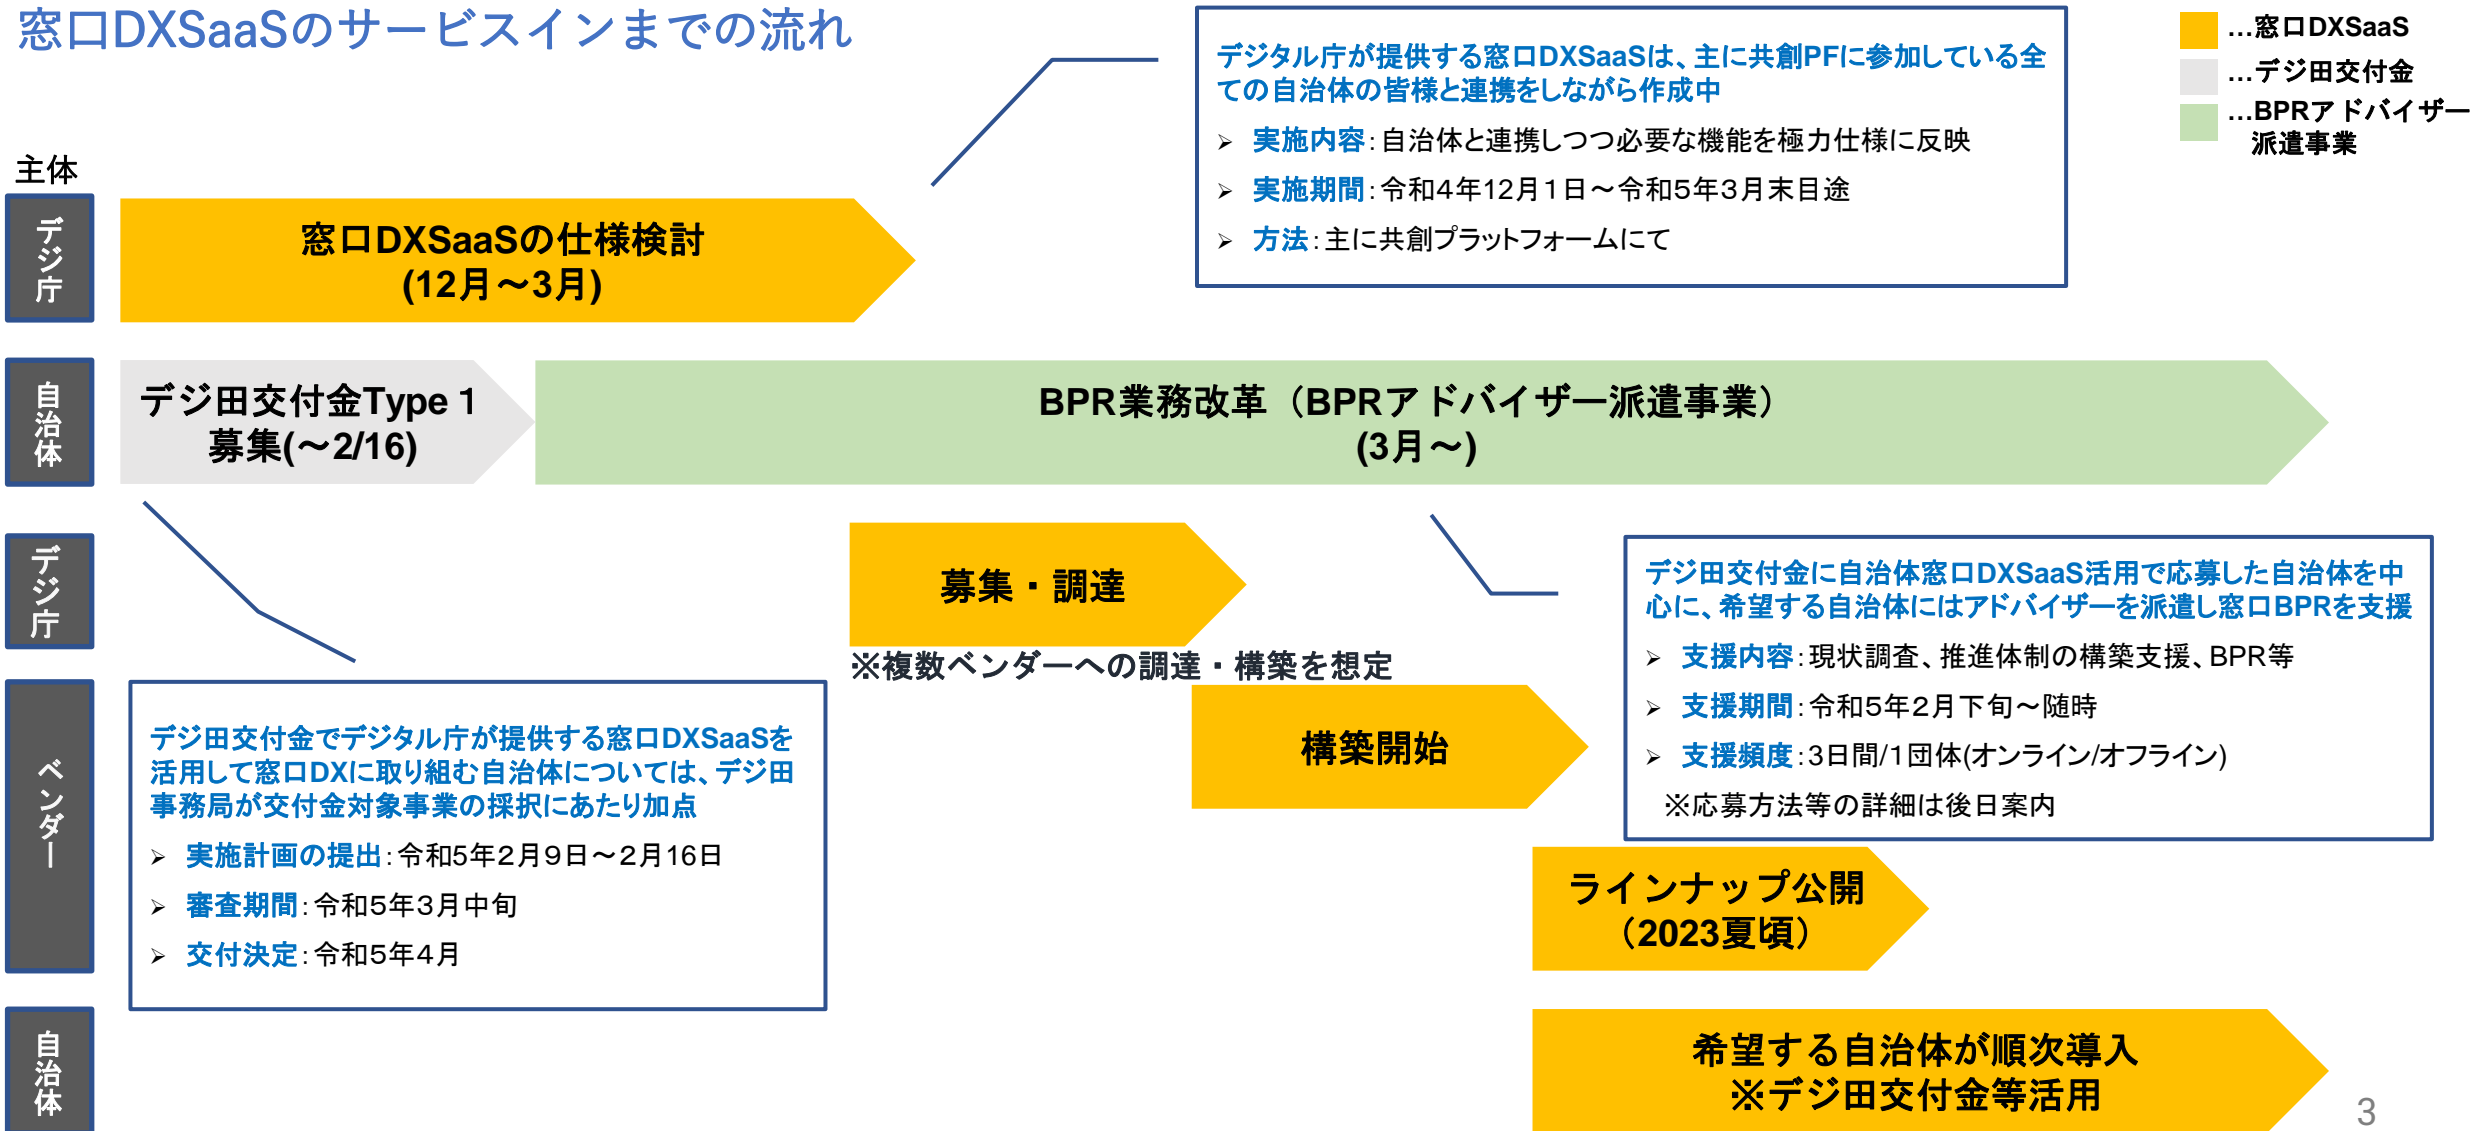 窓口DXSaaSのサービスインまでの流れ
…窓口DXSaaS
…デジ田交付金
…BPRアドバイザー
派遣事業
デジタル庁が提供する窓口DXSaaSは、主に共創PFに参加している全
ての自治体の皆様と連携をしながら作成中
➢ 実施内容：自治体と連携しつつ必要な機能を極力仕様に反映
➢ 実施期間：令和4年12月1日～令和5年3月末目途
➢ 方法：主に共創プラットフォームにて
主体
デジ庁
窓口DXSaaSの仕様検討
(12月～3月)
自治体
デジ田交付金Type１
募集(～2/16)
BPR業務改革（BPRアドバイザー派遣事業）
(3月～)
デジ庁
募集・調達
※複数ベンダーへの調達・構築を想定
デジ田交付金に自治体窓口DXSaaS活用で応募した自治体を中
心に、希望する自治体にはアドバイザーを派遣し窓口BPRを支援
➢ 支援内容：現状調査、推進体制の構築支援、BPR等
➢ 支援期間：令和5年2月下旬～随時
➢ 支援頻度：3日間/1団体(オンライン/オフライン)
※応募方法等の詳細は後日案内
ベンダー
構築開始
デジ田交付金でデジタル庁が提供する窓口DXSaaSを
活用して窓口DXに取り組む自治体については、デジ田
事務局が交付金対象事業の採択にあたり加点
➢ 実施計画の提出：令和5年2月9日～2月16日
➢ 審査期間：令和5年3月中旬
➢ 交付決定：令和5年4月
ラインナップ公開
（2023夏頃）
自治体
希望する自治体が順次導入
※デジ田交付金等活用
3